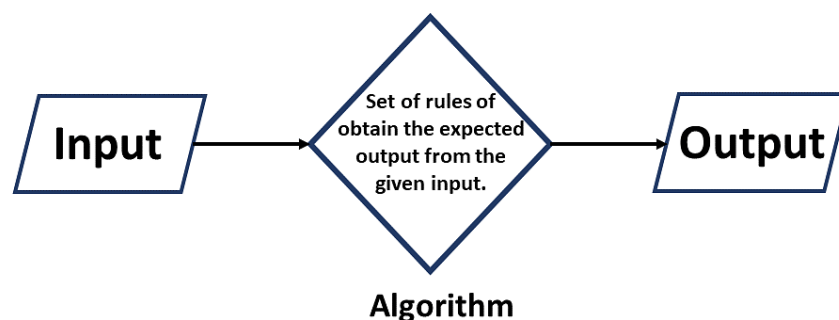 Input
Set of rules of
obtain the expected
output from the
given input.
Output
Algorithm